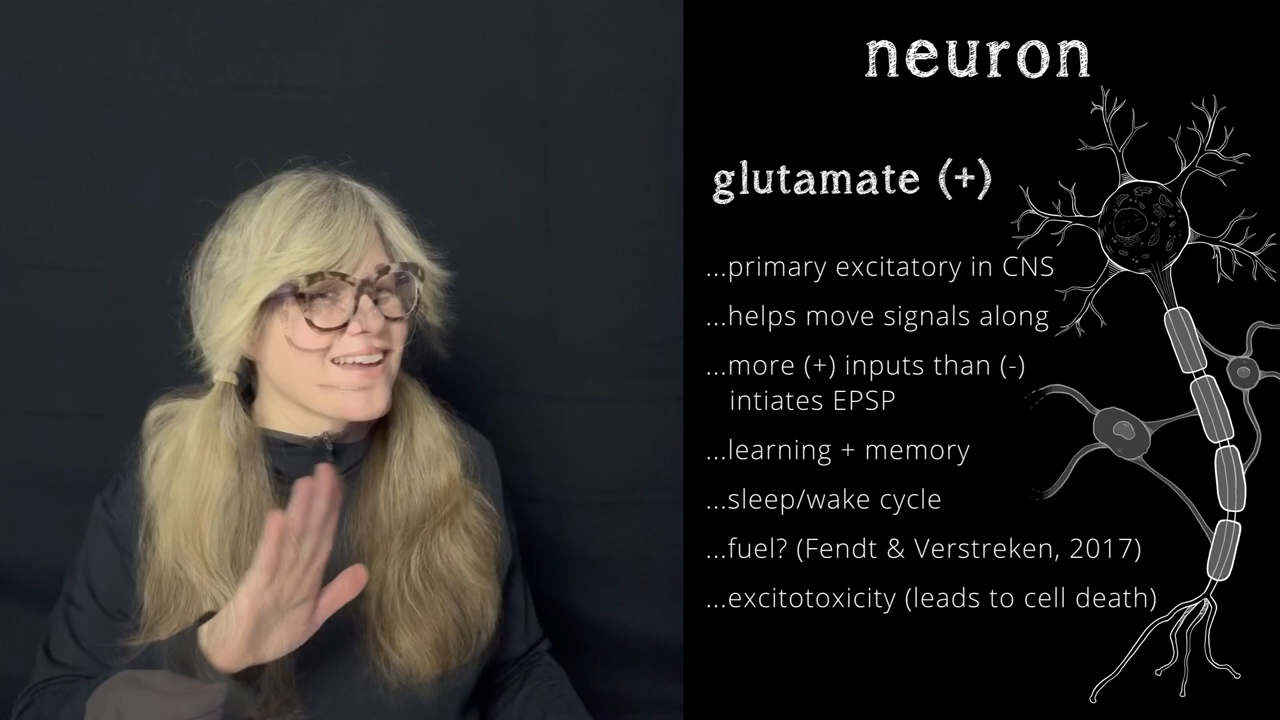 neuron
glutamate (+)
...primary excitatory in CNS
...helps move signals along
...more (+) inputs than (-)
intiates EPSP
...learning + memory
...sleep/wake cycle
...fuel? (Fendt & Verstreken, 2017)
...excitotoxicity (leads to cell death)